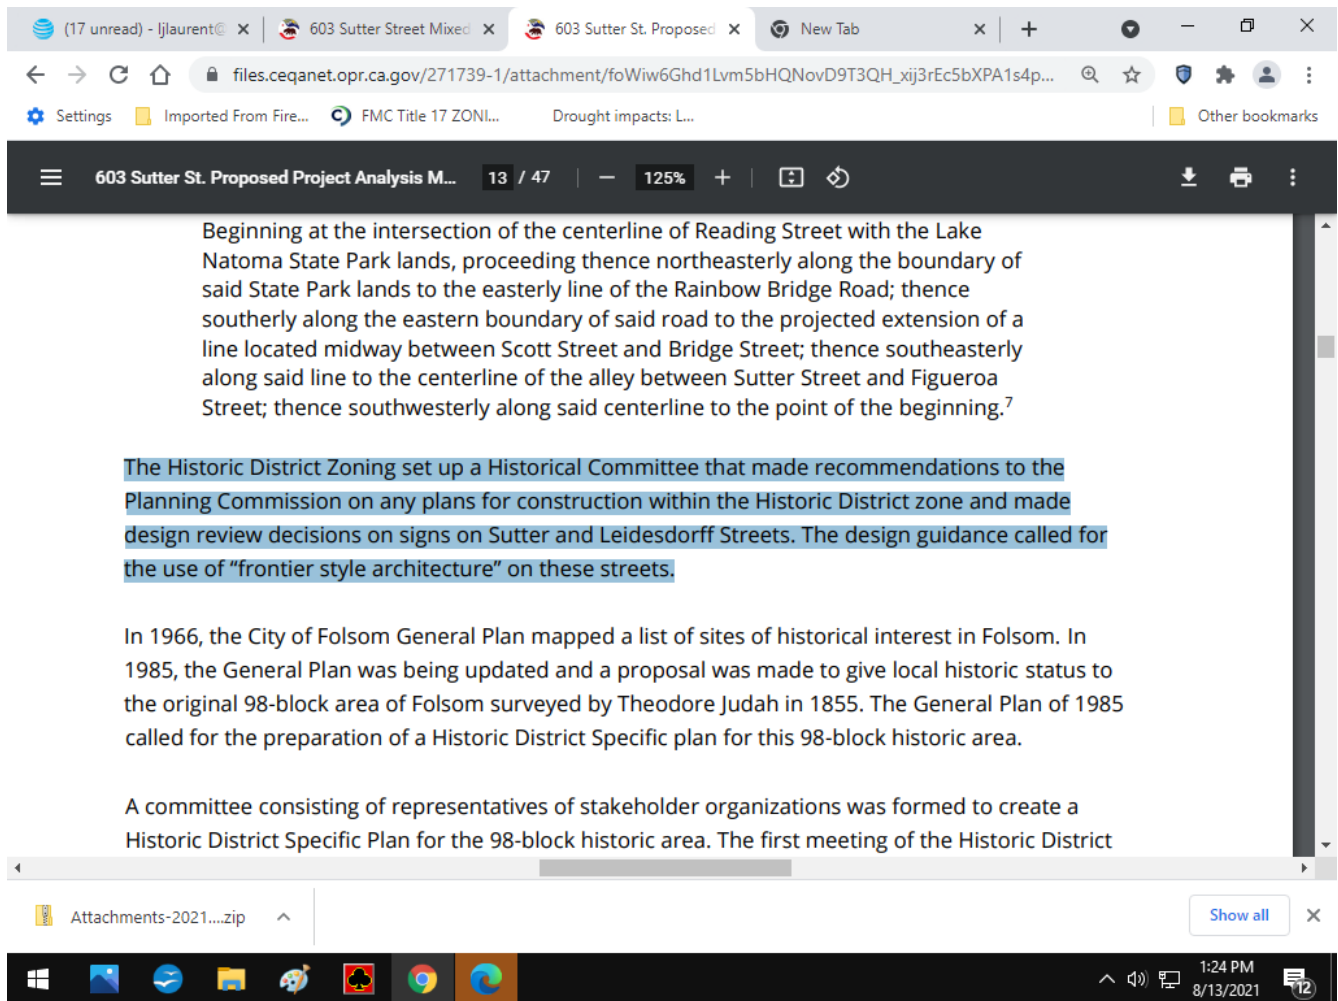 (17 unread) - ljlaurent@
603 Sutter Street Mixed
603 Sutter St. Proposed
New Tab
files.ceqanet.opr.ca.gov/271739-1/attachment/foWiw6Ghd1Lvm5bHQNovD9T3QH_xij3rEc5bXPA1s4p...
Settings
Imported From Fire...
FMC Title 17 ZONI...
Drought impacts: L...
Other bookmarks
603 Sutter St. Proposed Project Analysis M...
13 / 47
125%
Beginning at the intersection of the centerline of Reading Street with the Lake
Natoma State Park lands, proceeding thence northeasterly along the boundary of
said State Park lands to the easterly line of the Rainbow Bridge Road; thence
southerly along the eastern boundary of said road to the projected extension of a
line located midway between Scott Street and Bridge Street; thence southeasterly
along said line to the centerline of the alley between Sutter Street and Figueroa
Street; thence southwesterly along said centerline to the point of the beginning.7
The Historic District Zoning set up a Historical Committee that made recommendations to the
Planning Commission on any plans for construction within the Historic District zone and made
design review decisions on signs on Sutter and Leidesdorff Streets. The design guidance called for
the use of “frontier style architecture” on these streets.
In 1966, the City of Folsom General Plan mapped a list of sites of historical interest in Folsom. In
1985, the General Plan was being updated and a proposal was made to give local historic status to
the original 98-block area of Folsom surveyed by Theodore Judah in 1855. The General Plan of 1985
called for the preparation of a Historic District Specific plan for this 98-block historic area.
A committee consisting of representatives of stakeholder organizations was formed to create a
Historic District Specific Plan for the 98-block historic area. The first meeting of the Historic District
Attachments-2021....zip
Show all
1:24 PM
8/13/2021
12